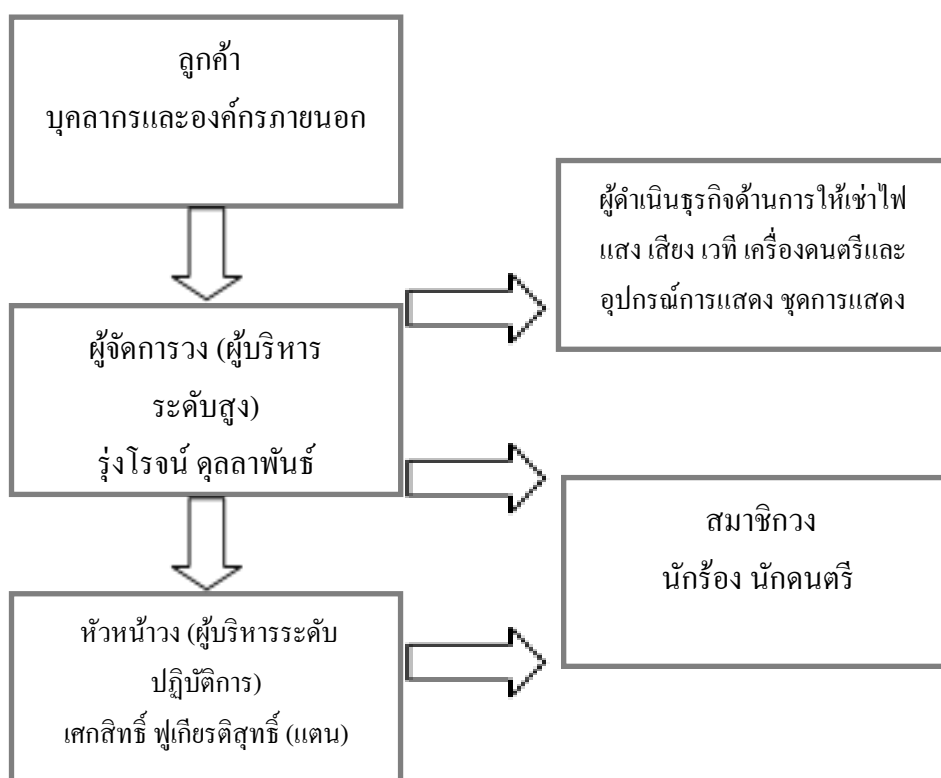 ลูกค้า
บุคลากรและองค์กรภายนอก
ผู้ดำเนินธุรกิจด้านการให้เช่าไฟ
แสง เสียง เวที เครื่องดนตรีและ
อุปกรณ์การแสดง ชุดการแสดง
ผู้จัดการวง (ผู้บริหาร
ระดับสูง)
รุ่งโรจน์ ดุลลาพันธ์
สมาชิกวง
นักร้อง นักดนตรี
หัวหน้าวง (ผู้บริหารระดับ
ปฏิบัติการ)
เศกสิทธิ์ ฟูเกียรติสุทธิ์ (แตน)